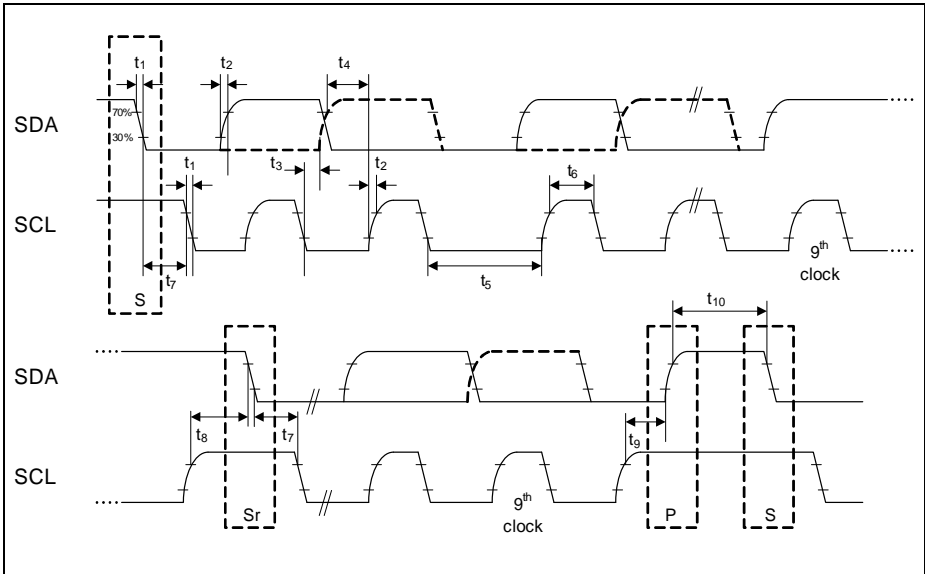 t1 t2 t4
SDA 70%
30%
t1 t3 t2 t6
SCL
t7 t5 9th
clock
S
t10
SDA
t8 t7 t9
SCL
Sr 9th
clock P S